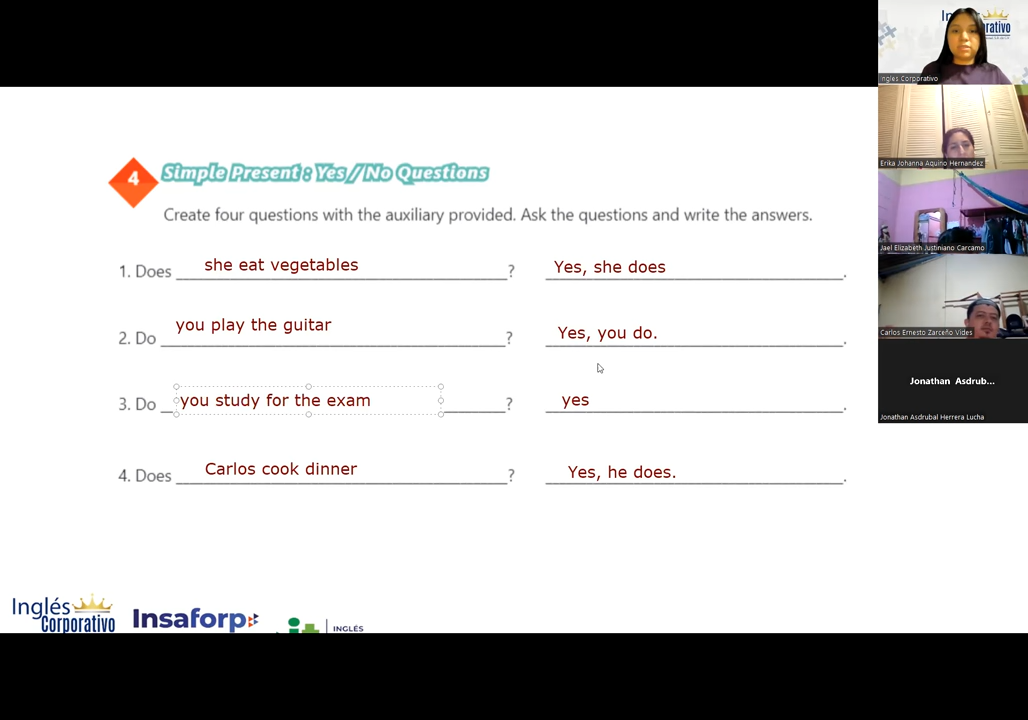 4
Simple Present : Yes/No Questions
Create four questions with the auxiliary provided. Ask the questions and write the answers.
1. Does she eat vegetables ? Yes, she does .
2. Do you play the guitar ? Yes, you do. .
3. Do you study for the exam ? yes .
4. Does Carlos cook dinner ? Yes, he does. .
Inglés Corporativo
Insaforp
INGLÉS
Inglés Corporativo
Erika Johanna Aquino Hernandez
Jael Elizabeth Justiniano Carcamo
Carlos Ernesto Zarceño Vides
Jonathan Asdrub...
Jonathan Asdrubal Herrera Lucha